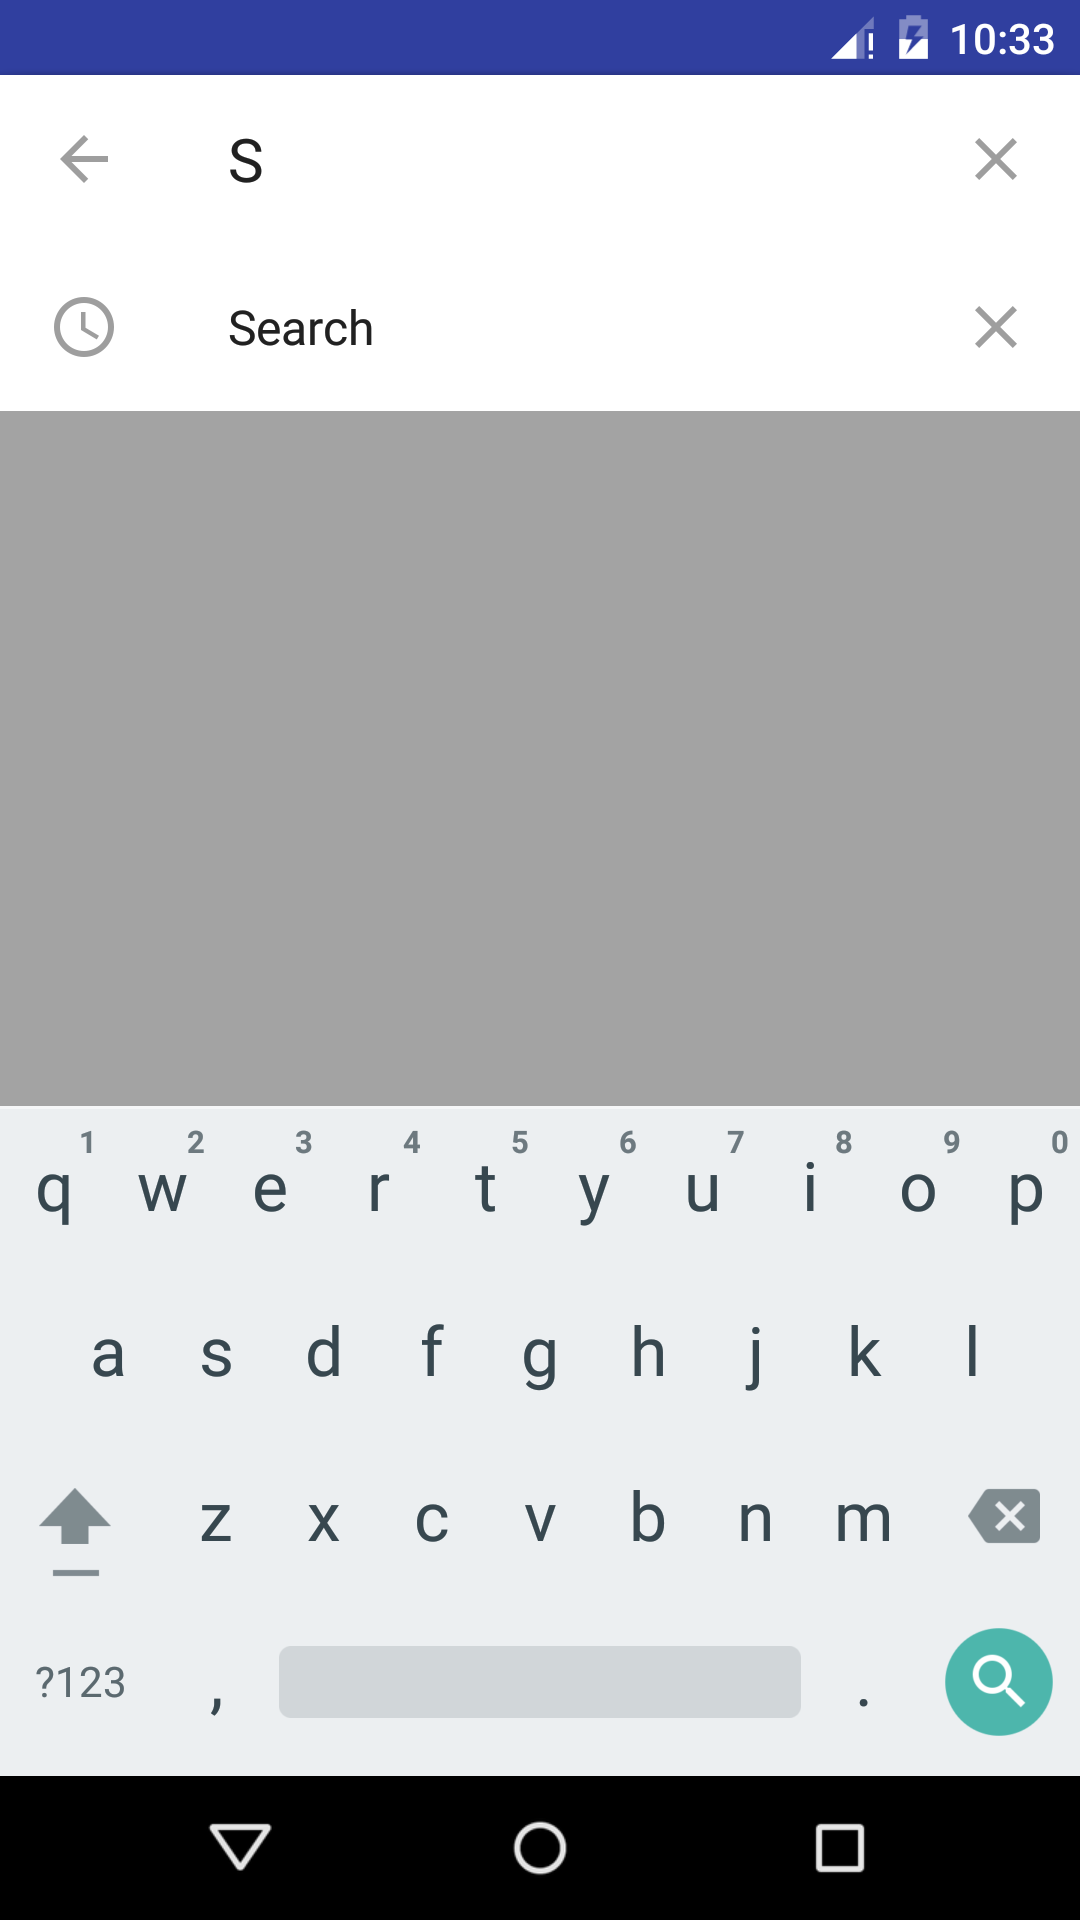 10:33
S
Search
1 2 3 4 5 6 7 8 9 0
q w e r t y u i o p
a s d f g h j k l
z x c v b n m
?123 , .